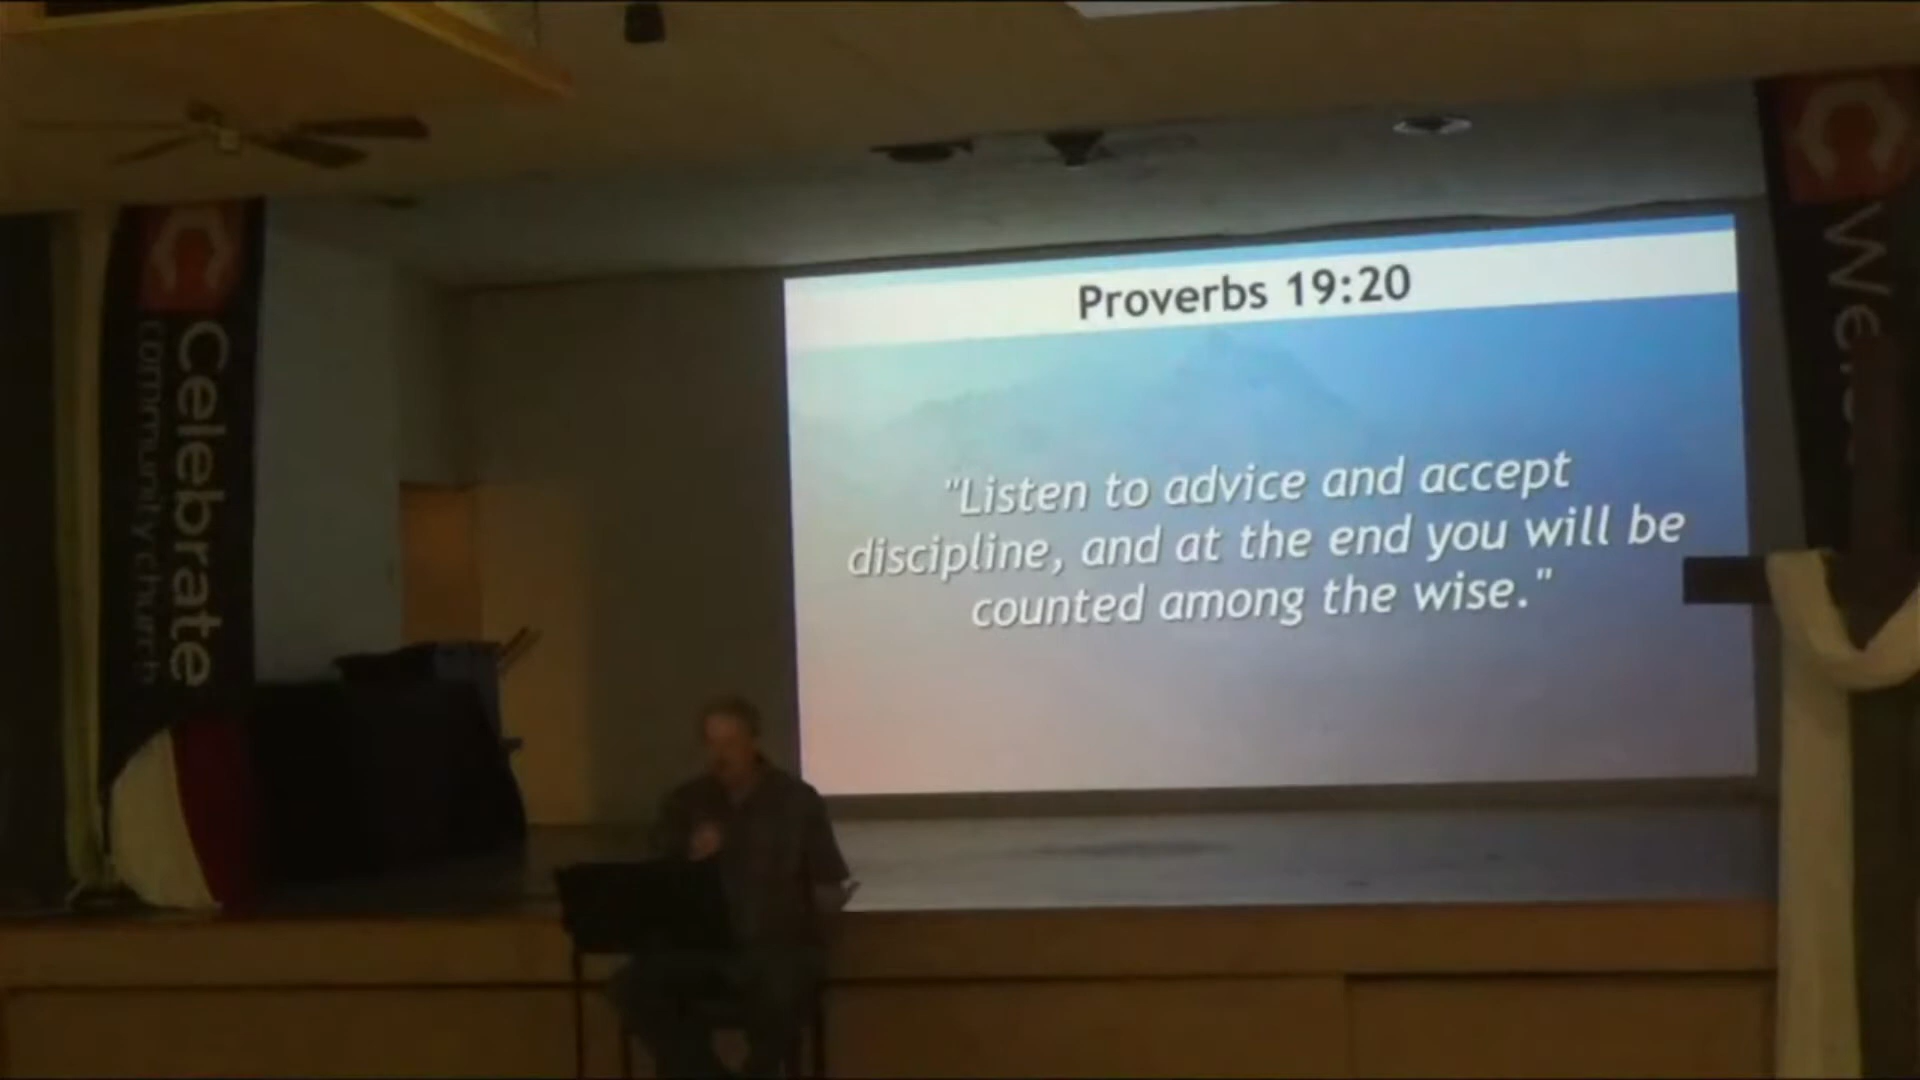 Proverbs 19:20
"Listen to advice and accept
discipline, and at the end you will be
counted among the wise."
Celebrate
community church